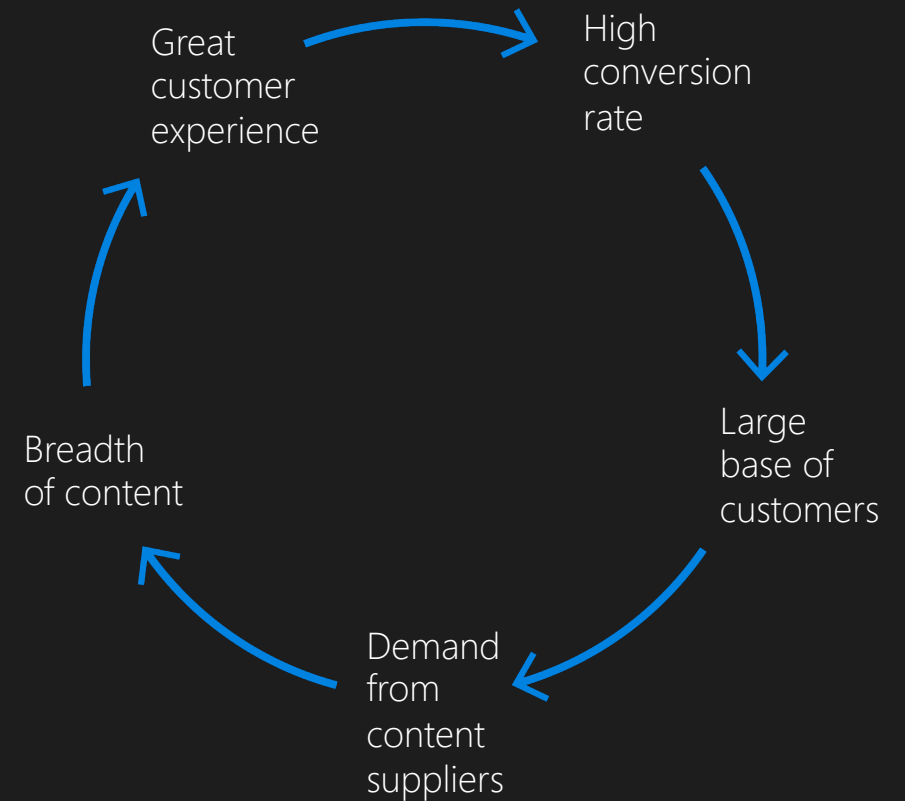 Great
customer
experience
High
conversion
rate
Large
base of
customers
Demand
from
content
suppliers
Breadth
of content